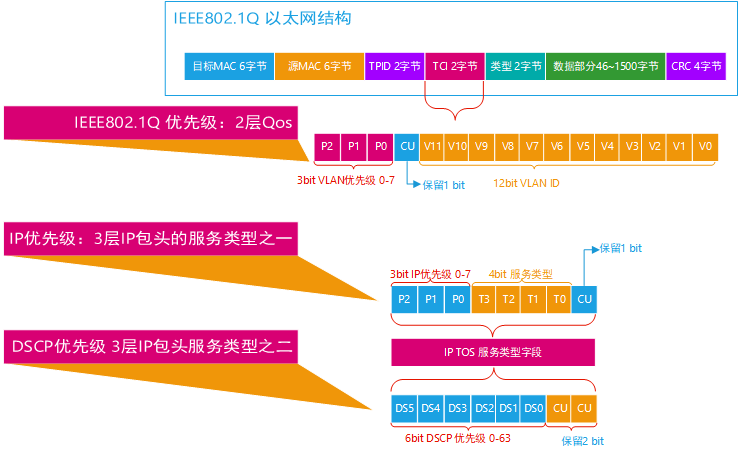 IEEE802.1Q 以太网结构
目标MAC 6字节 源MAC 6字节 TPID 2字节 TCI 2字节 类型 2字节 数据部分46~1500字节 CRC 4字节
IEEE802.1Q 优先级：2层Qos
P2 P1 P0 CU V11 V10 V9 V8 V7 V6 V5 V4 V3 V2 V1 V0
3bit VLAN优先级 0-7
保留1 bit
12bit VLAN ID
IP优先级：3层IP包头的服务类型之一
保留1 bit
3bit IP优先级 0-7
4bit 服务类型
P2 P1 P0 T3 T2 T1 T0 CU
DSCP优先级 3层IP包头服务类型之二
IP TOS 服务类型字段
DS5 DS4 DS3 DS2 DS1 DS0 CU CU
6bit DSCP 优先级 0-63
保留2 bit